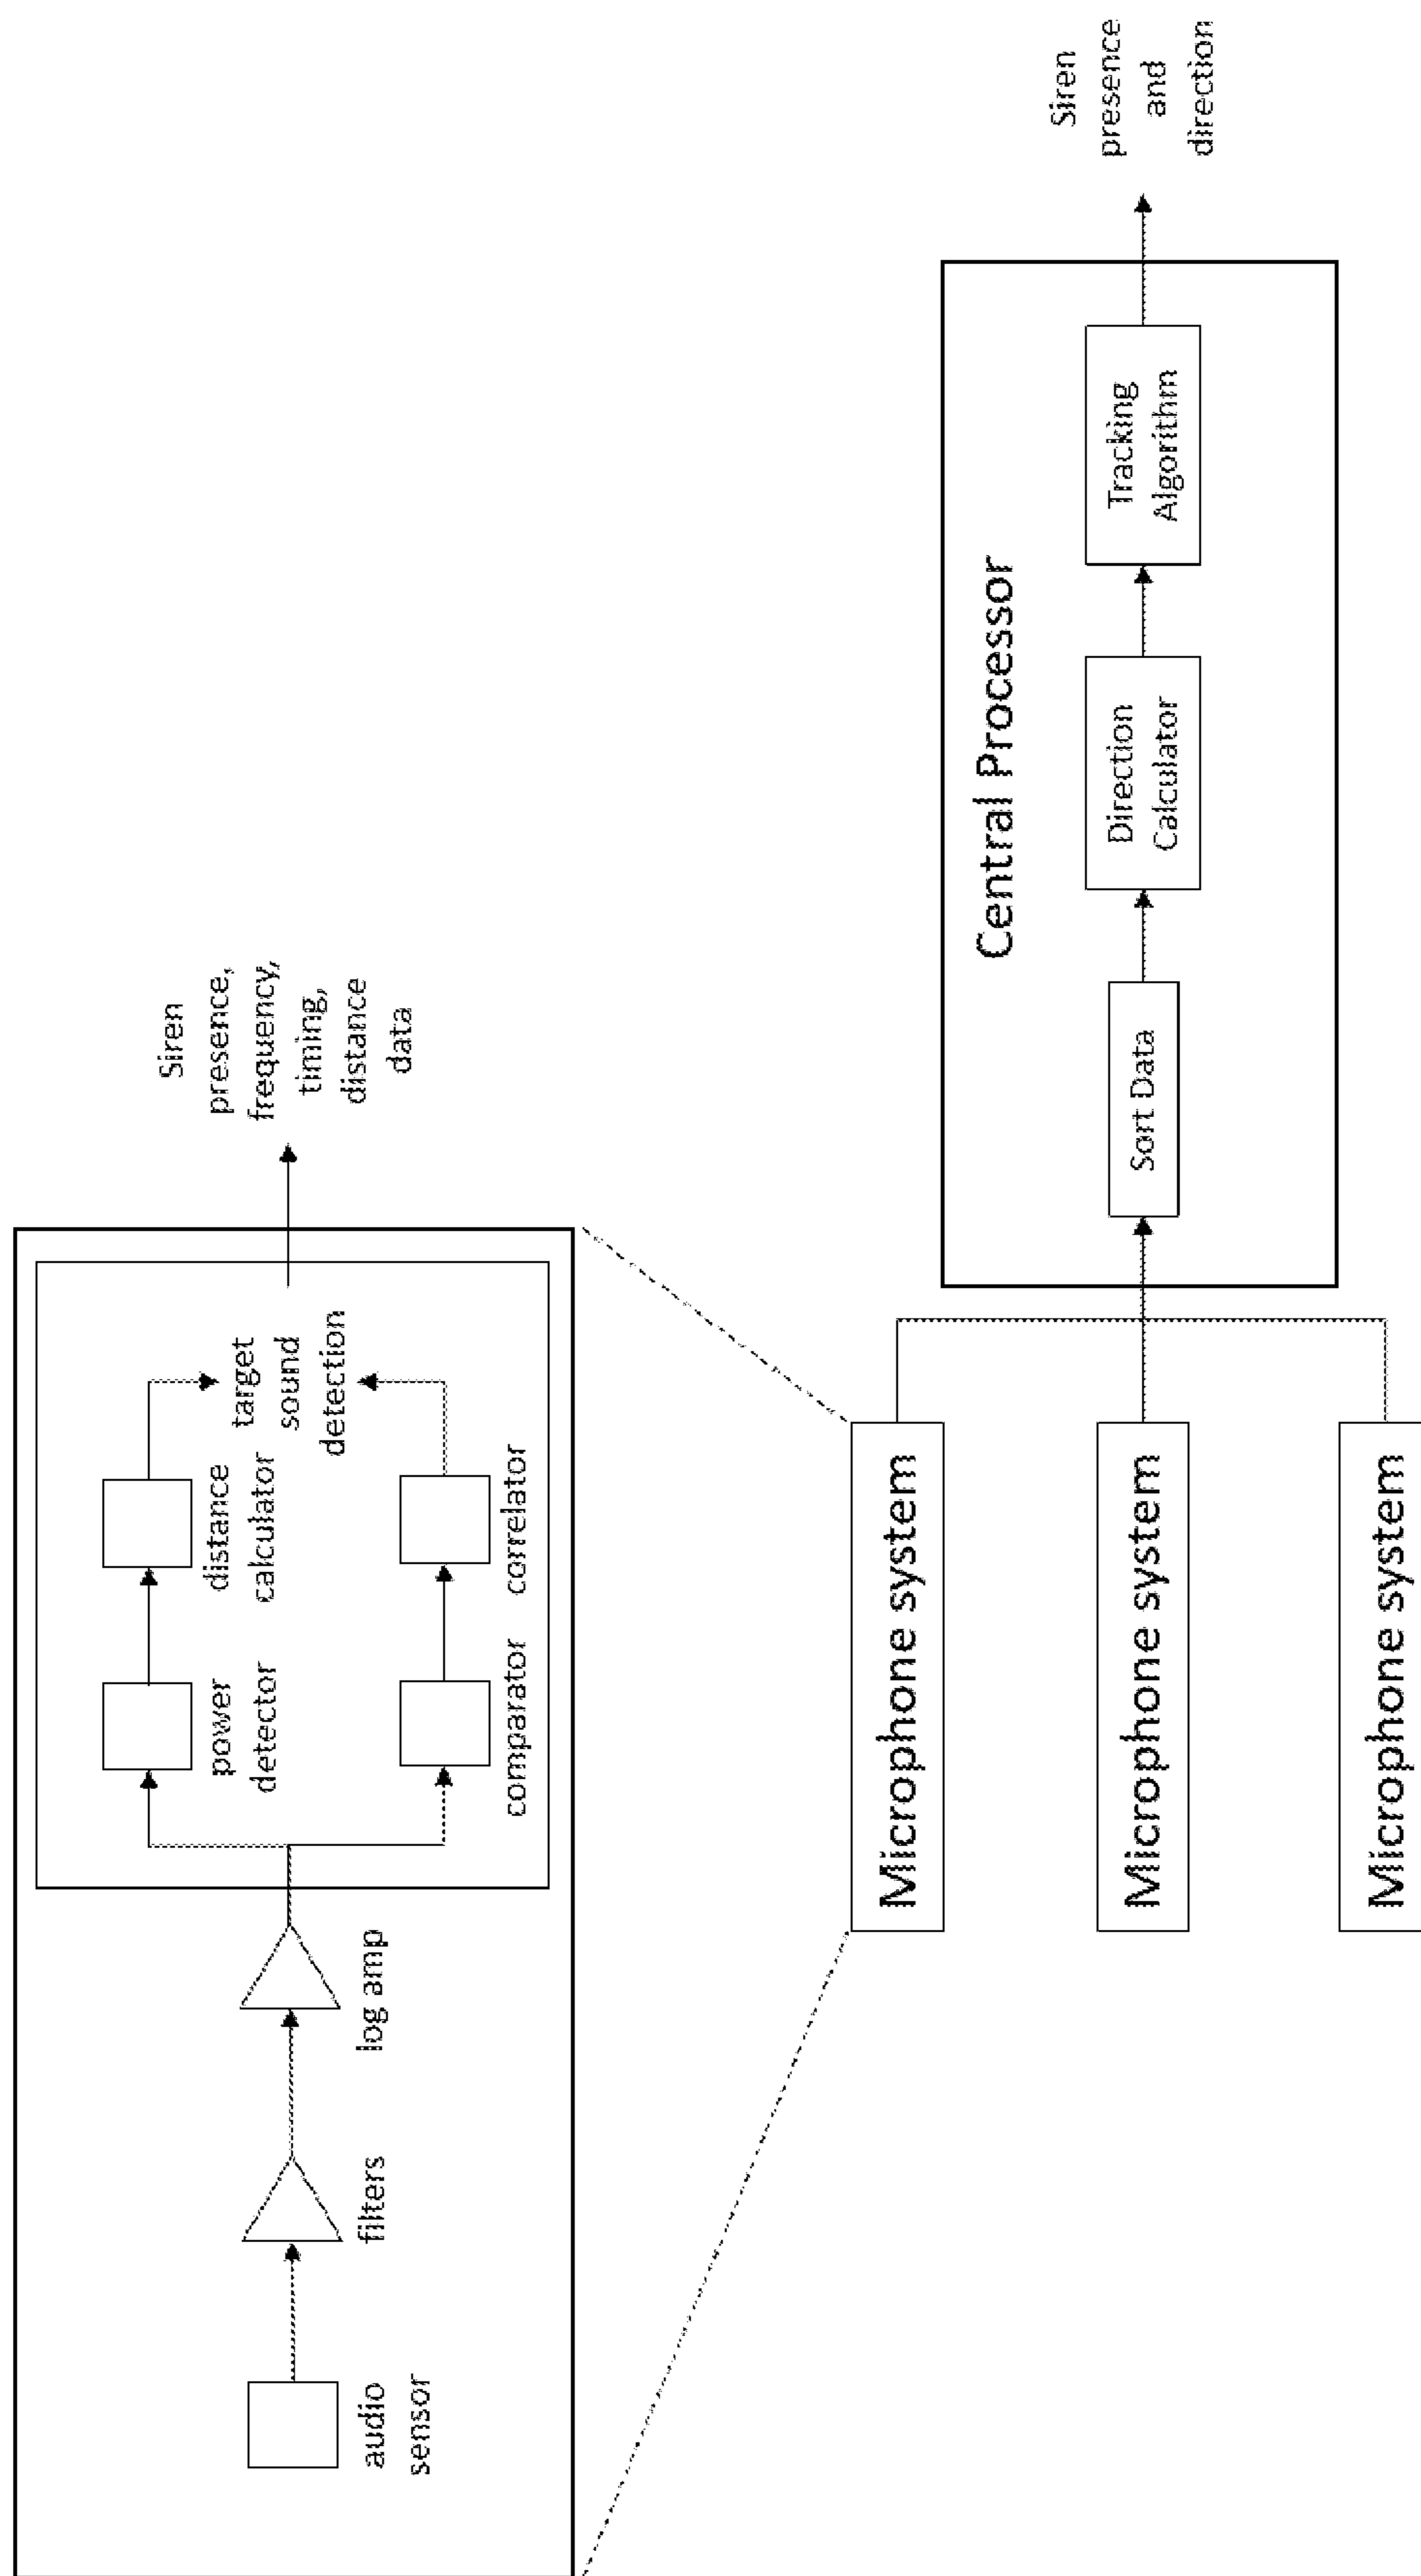 audio
sensor
filters
log amp
power
detector
distance
calculator
comparator
correlator
target
sound
detection
Siren
presence,
frequency,
timing,
distance
data
Microphone system
Microphone system
Microphone system
Central Processor
Sort Data
Direction
Calculator
Tracking
Algorithm
Siren
presence
and
direction